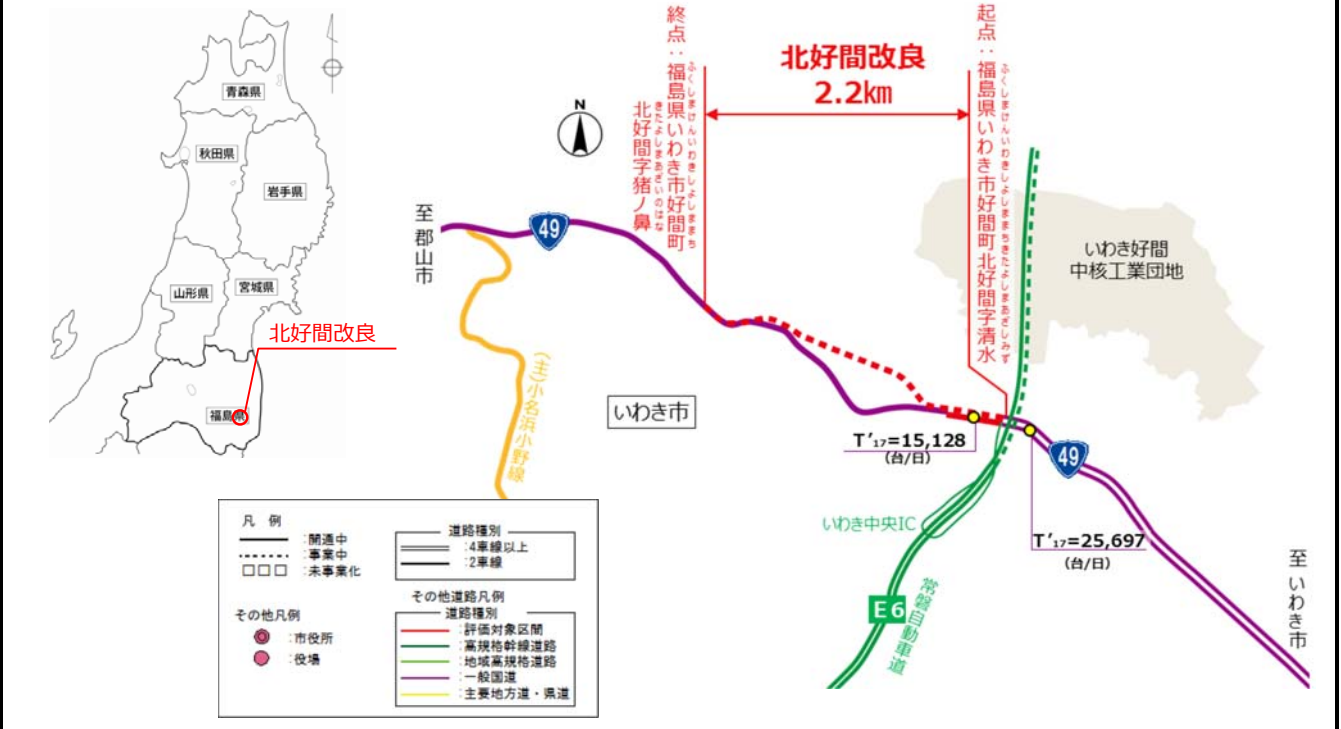 青森県
秋田県
岩手県
山形県
宮城県
北好間改良
福島県
終点：福島県いわき市好間町
ふくしまけんいわきしよしままち
北好間字猪ノ鼻
きたよしまあざいのはな
北好間改良
2.2km
起点：福島県いわき市好間町北好間字清水
ふくしまけんいわきしよしままちきたよしまあざしみず
N
至郡山市
49
いわき好間
中核工業団地
(主)小名浜小野線
いわき市
T'17=15,128
(台/日)
49
いわき中央IC
T'17=25,697
(台/日)
E6
常磐自動車道
至いわき市
凡 例
:開通中
:事業中
:未事業化
道路種別
:4車線以上
:2車線
その他凡例
:市役所
:役場
その他道路凡例
道路種別
:評価対象区間
:高規格幹線道路
:地域高規格道路
:一般国道
:主要地方道・県道